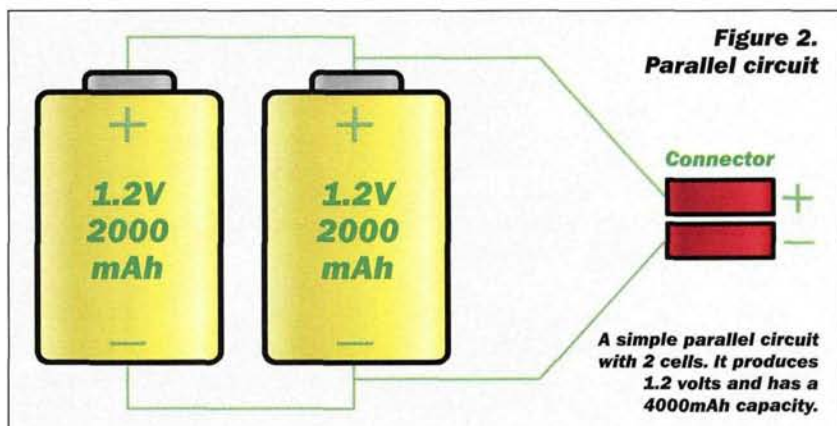 Figure 2.
Parallel circuit
+
1.2V
2000
mAh
–
+
1.2V
2000
mAh
–
Connector
+
–
A simple parallel circuit
with 2 cells. It produces
1.2 volts and has a
4000mAh capacity.